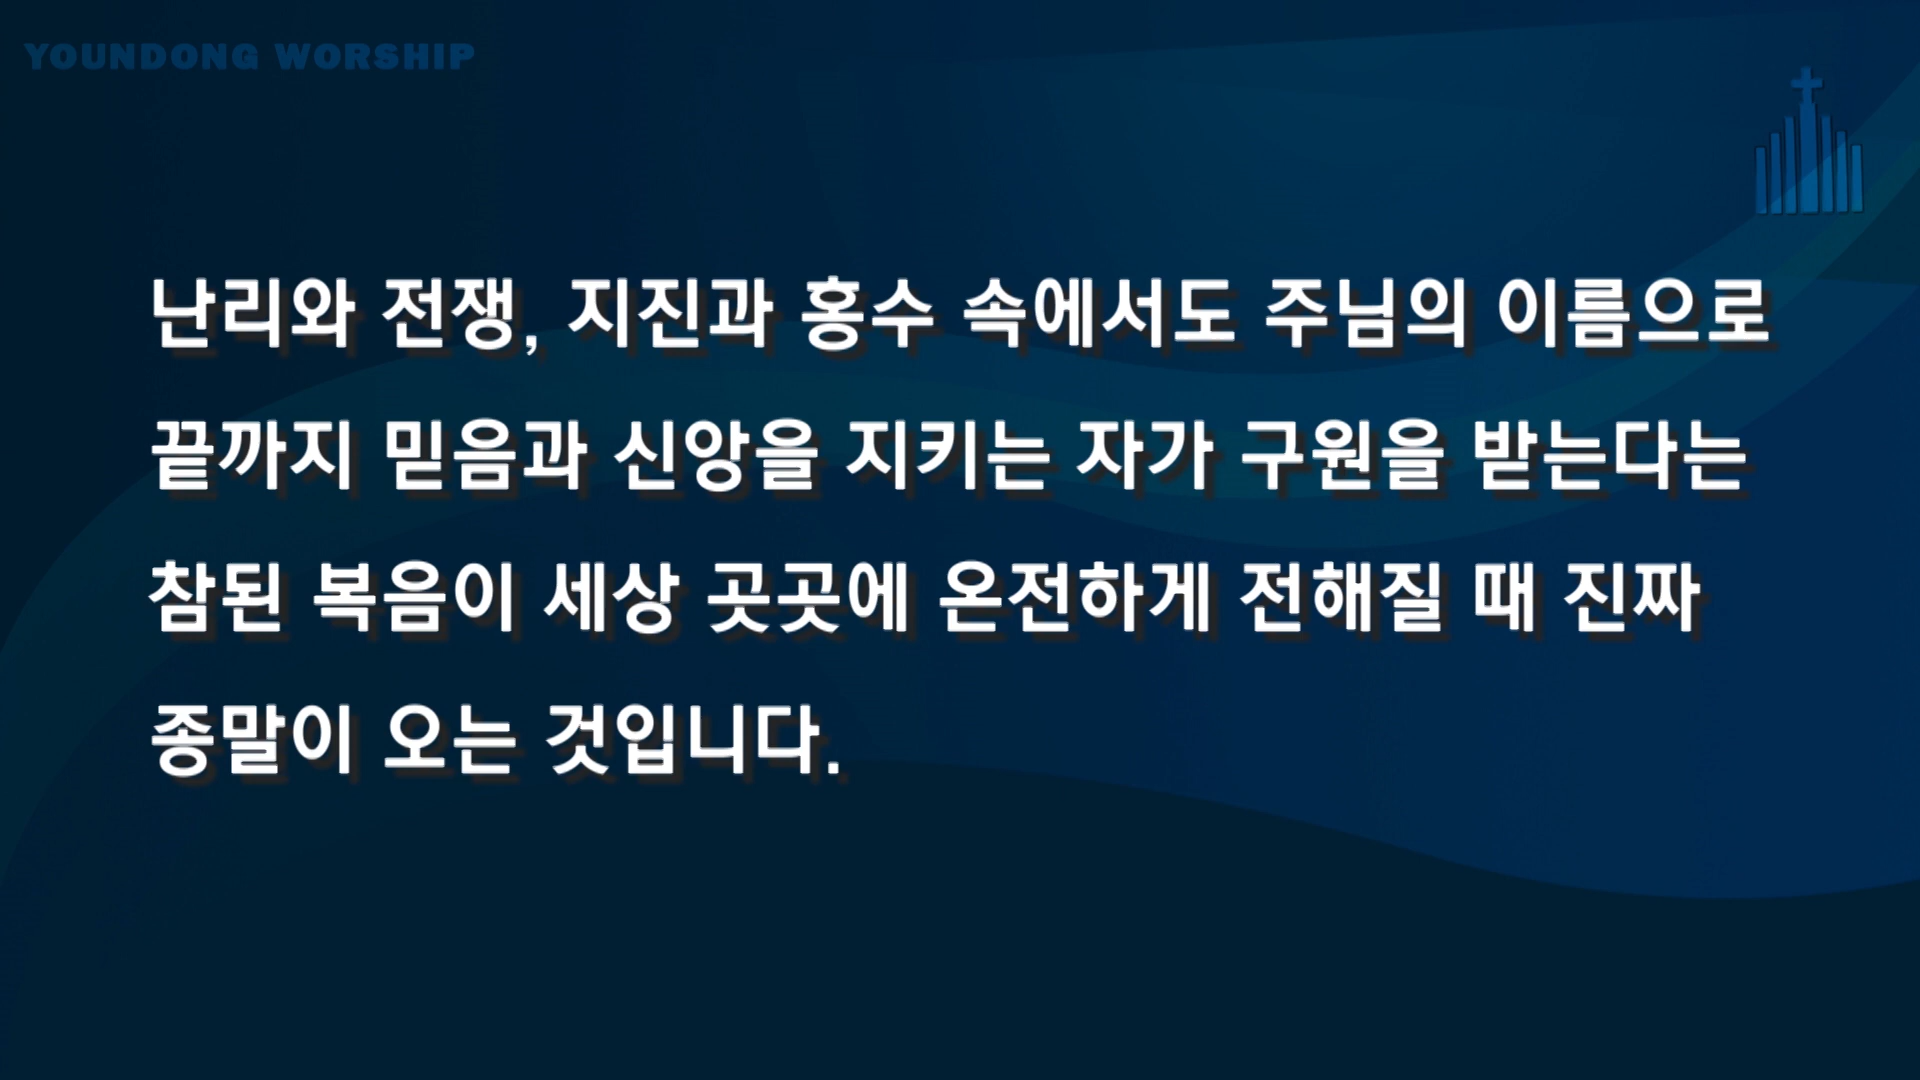 YOUNDONG WORSHIP
난리와 전쟁, 지진과 홍수 속에서도 주님의 이름으로
끝까지 믿음과 신앙을 지키는 자가 구원을 받는다는
참된 복음이 세상 곳곳에 온전하게 전해질 때 진짜
종말이 오는 것입니다.